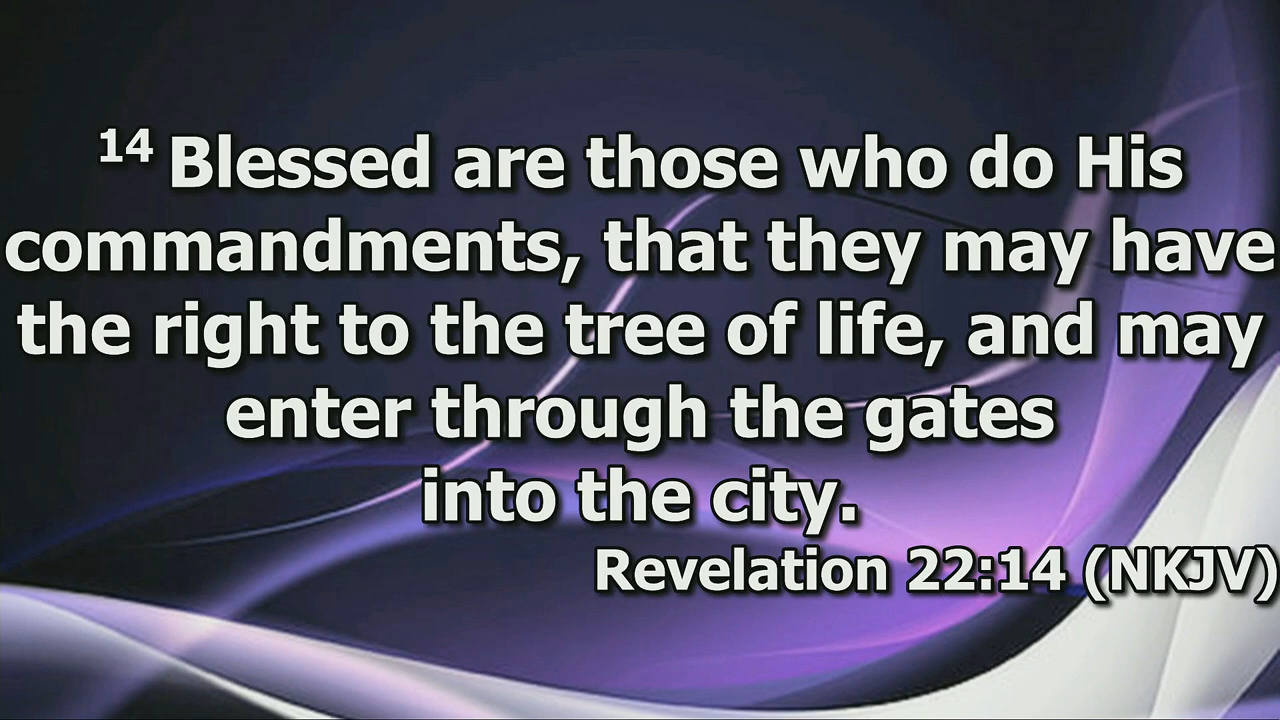 14 Blessed are those who do His
commandments, that they may have
the right to the tree of life, and may
enter through the gates
into the city.
Revelation 22:14 (NKJV)